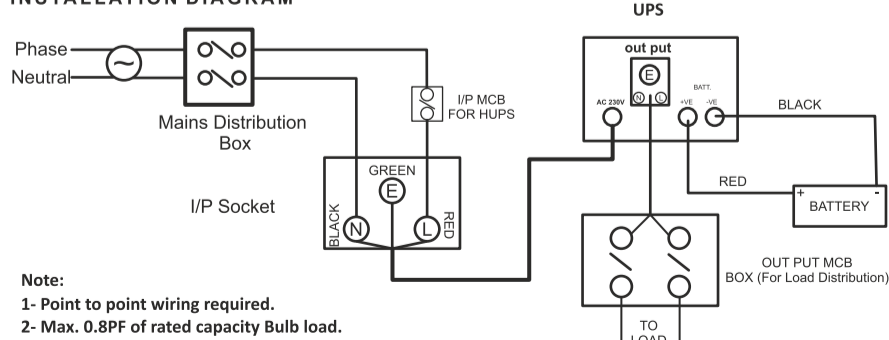 INSTALLATION DIAGRAM
UPS
Phase
Neutral
Mains Distribution
Box
I/P MCB
FOR HUPS
I/P Socket
GREEN
E
BLACK
N
L
RED
out put
E
N
L
AC 230V
BATT.
+VE
-VE
BLACK
RED
+
-
BATTERY
OUT PUT MCB
BOX (For Load Distribution)
TO
LOAD
Note:
1- Point to point wiring required.
2- Max. 0.8PF of rated capacity Bulb load.